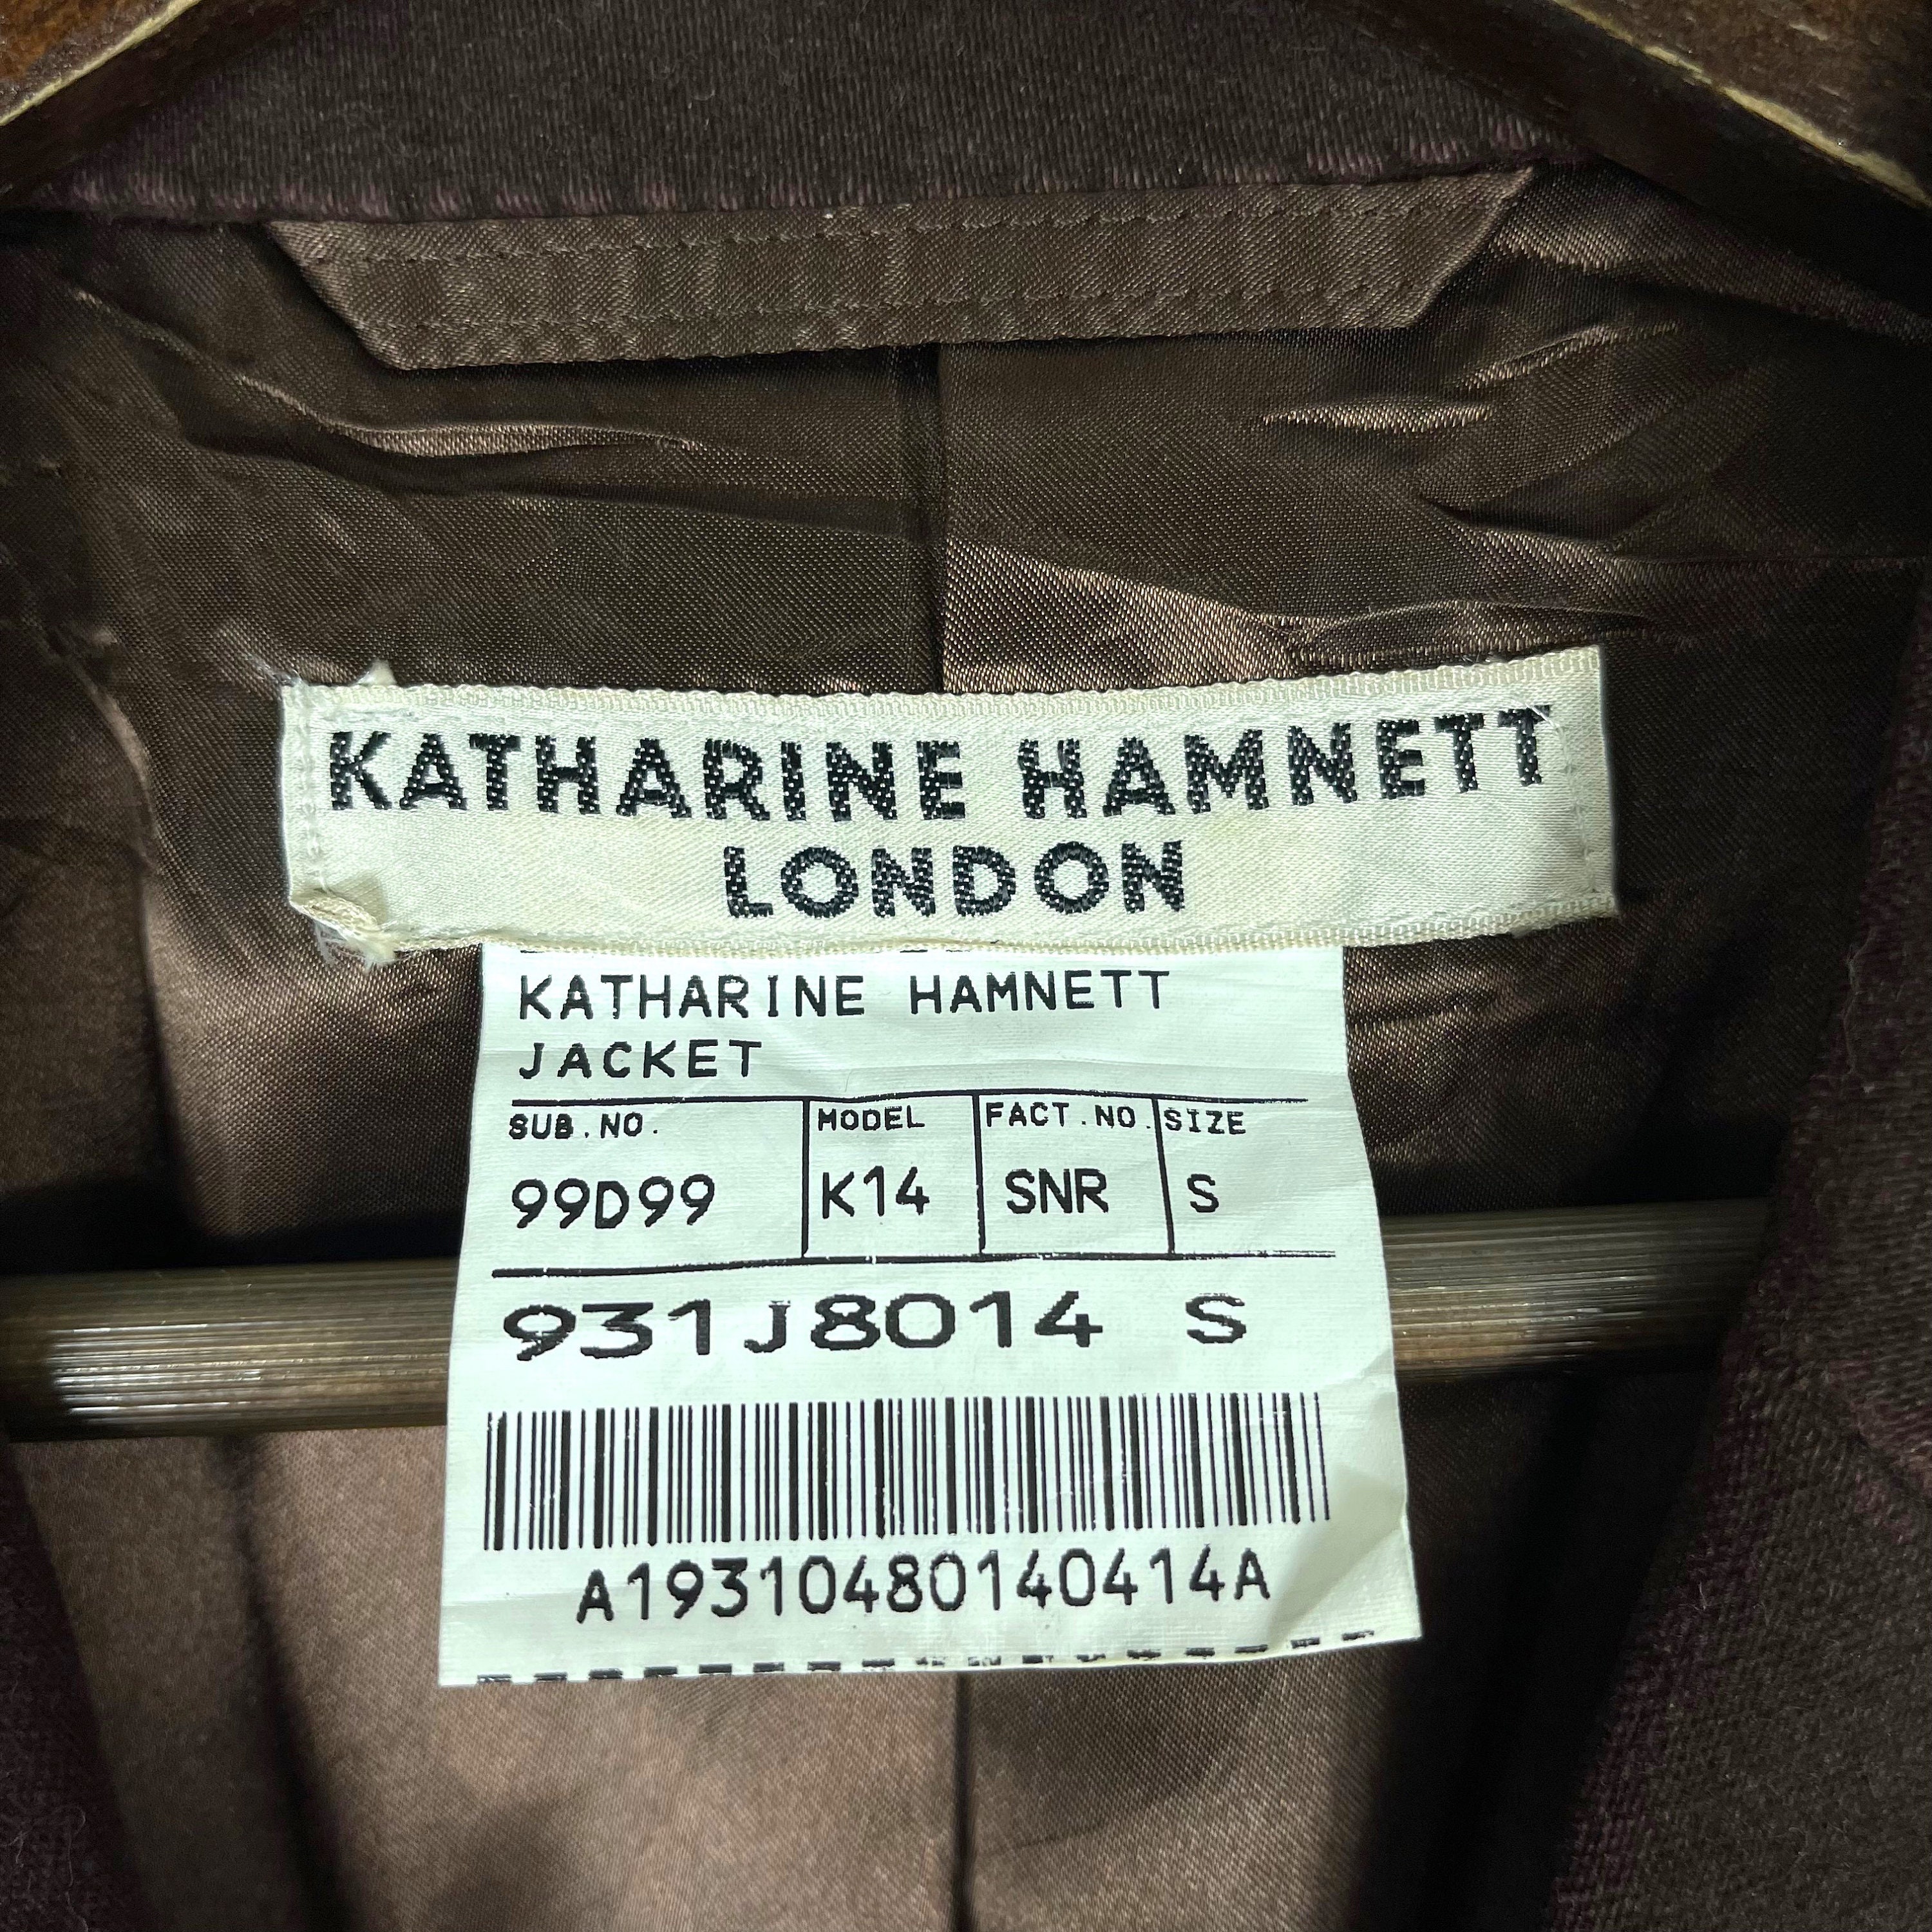 KATHARINE HAMNETT
LONDON
KATHARINE HAMNETT
JACKET
SUB.NO. MODEL FACT.NO. SIZE
99D99 K14 SNR S
931J8014 S
A19310480140414A